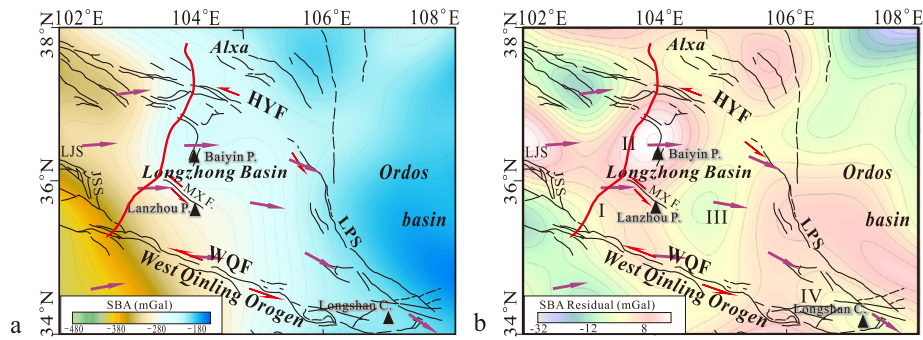 102°E 104°E 106°E 108°E
38°N
Alxa
HYF
LJS
Baiyin P.
36°N
Longzhong Basin
Ordos
JSS
M.X.F.
Lanzhou P.
basin
LPS
WQF
West Qinling Orogen
SBA (mGal)
-480 -380 -280 -180
Longshan C.
34°N
a
102°E 104°E 106°E 108°E
38°N
Alxa
HYF
II
LJS
Baiyin P.
36°N
Longzhong Basin
Ordos
JSS
M.X.F.
I
Lanzhou P.
III
basin
LPS
WQF
West Qinling Orogen
SBA Residual (mGal)
-32 -12 8
IV
Longshan C.
34°N
b